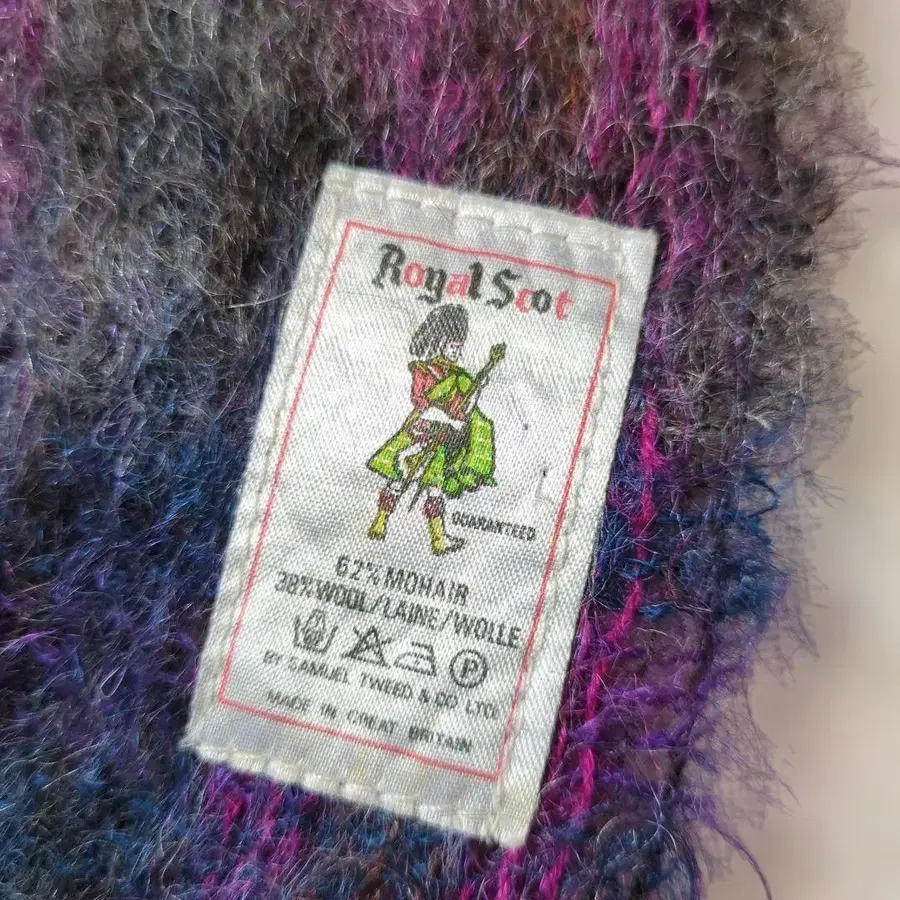 Royal Scot
GUARANTEED
62% MOHAIR
38% WOOL/LAINE/WOLLE
P
BY SAMUEL TWEED & CO LTD
MADE IN GREAT BRITAIN